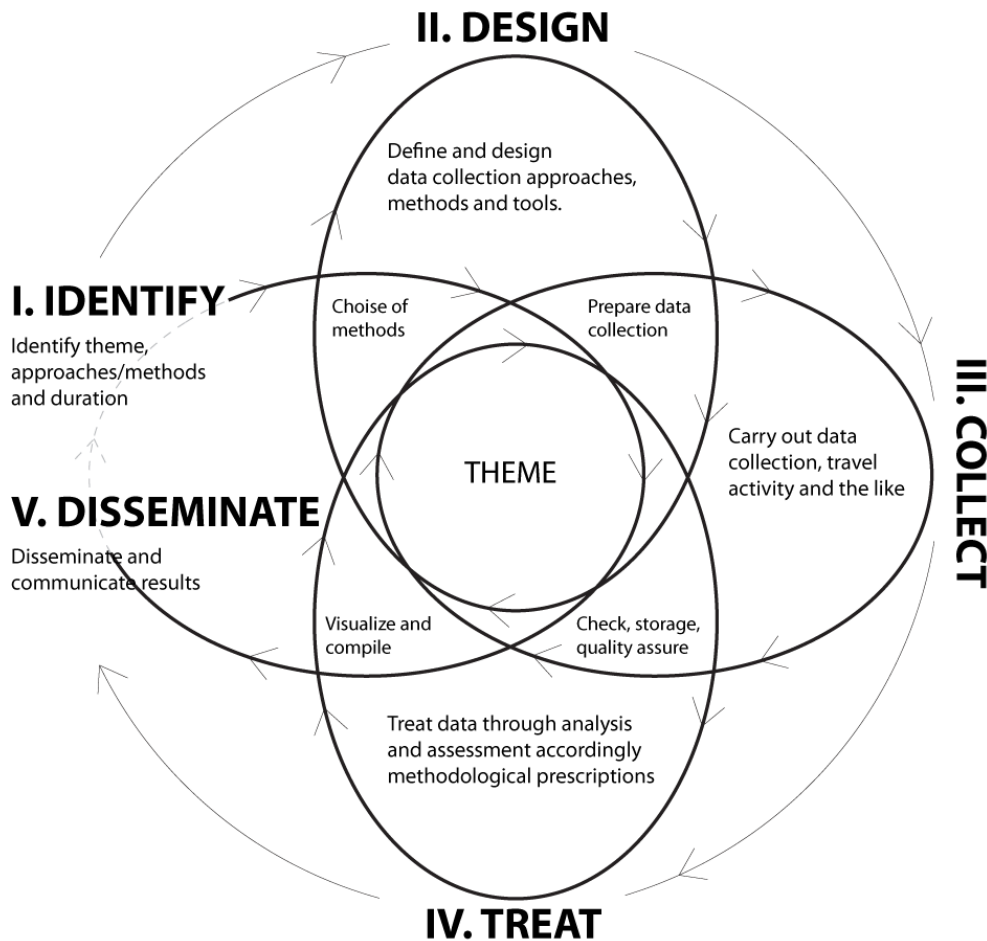 II. DESIGN
Define and design
data collection approaches,
methods and tools.
I. IDENTIFY
Identify theme,
approaches/methods
and duration
Choise of
methods
Prepare data
collection
III. COLLECT
Carry out data
collection, travel
activity and the like
THEME
V. DISSEMINATE
Disseminate and
communicate results
Visualize and
compile
Check, storage,
quality assure
Treat data through analysis
and assessment accordingly
methodological prescriptions
IV. TREAT